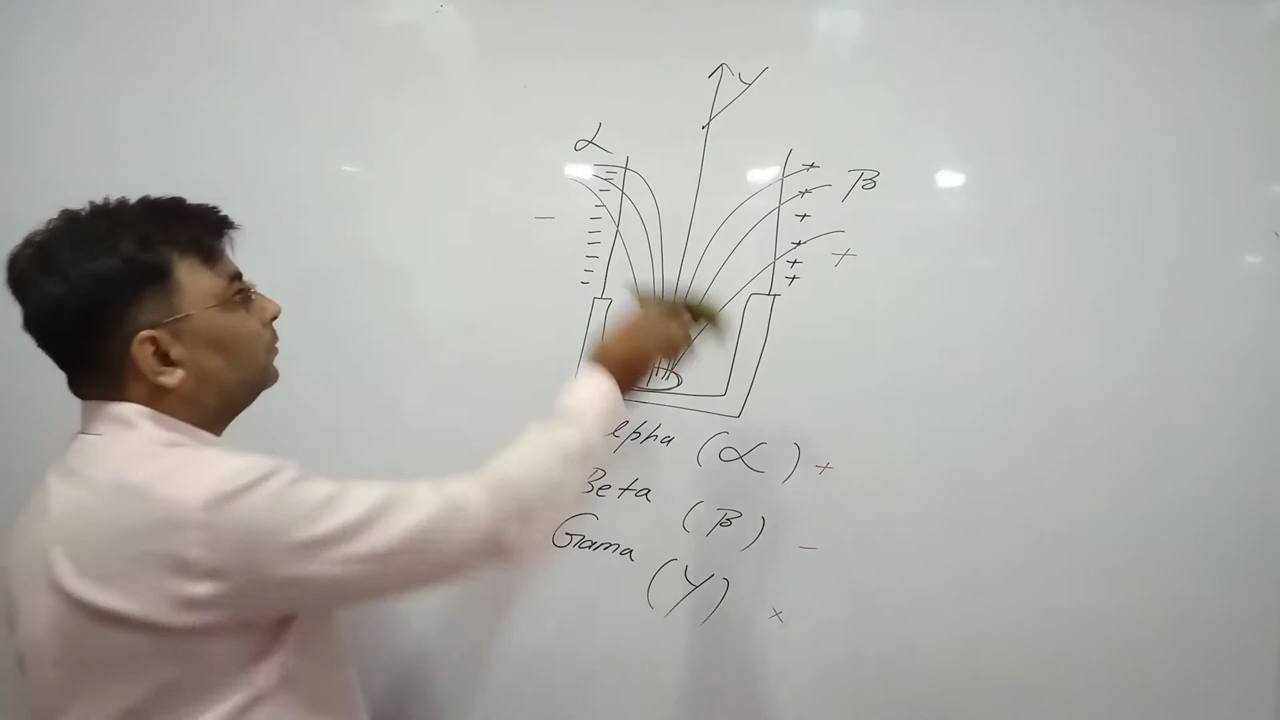 γ
α
β
−
+
(α) +
Beta (β) −
Gama (γ) ×